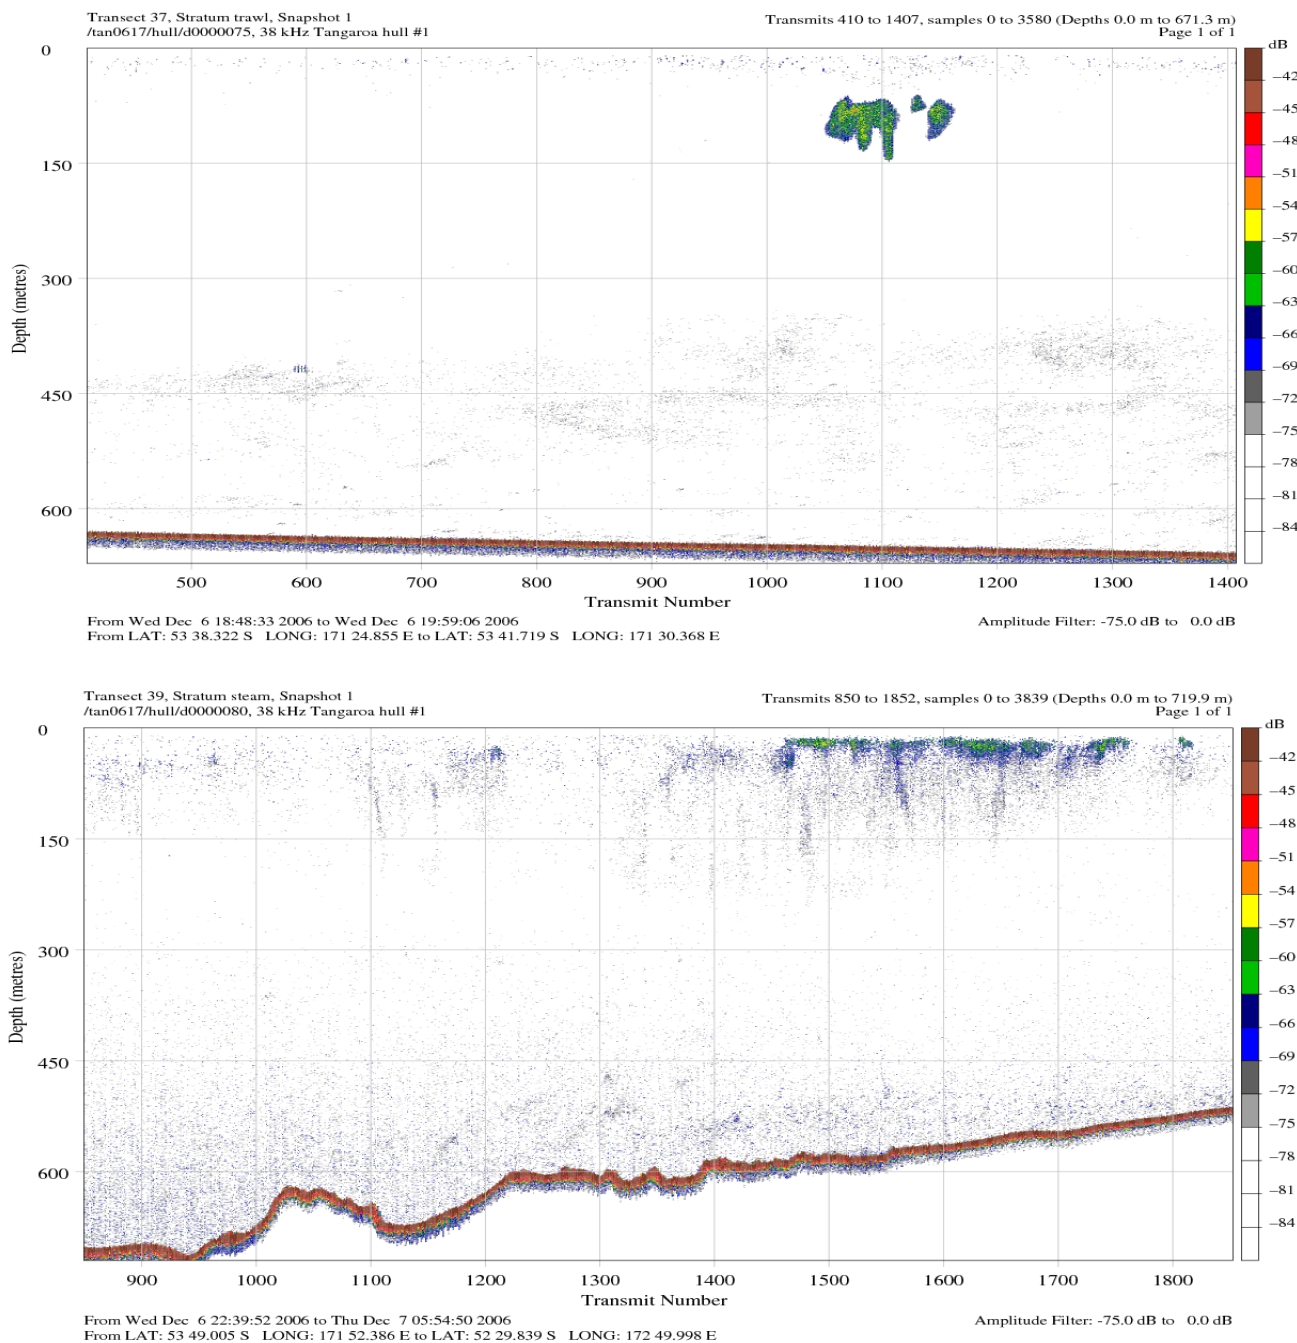 Transect 37, Stratum trawl, Snapshot 1
/tan0617/hull/d0000075, 38 kHz Tangaroa hull #1
Transmits 410 to 1407, samples 0 to 3580 (Depths 0.0 m to 671.3 m)
Page 1 of 1
dB
0
150
300
450
600
Depth (metres)
−42
−45
−48
−51
−54
−57
−60
−63
−66
−69
−72
−75
−78
−81
−84
500 600 700 800 900 1000 1100 1200 1300 1400
Transmit Number
From Wed Dec 6 18:48:33 2006 to Wed Dec 6 19:59:06 2006
From LAT: 53 38.322 S LONG: 171 24.855 E to LAT: 53 41.719 S LONG: 171 30.368 E
Amplitude Filter: -75.0 dB to 0.0 dB
Transect 39, Stratum steam, Snapshot 1
/tan0617/hull/d0000080, 38 kHz Tangaroa hull #1
Transmits 850 to 1852, samples 0 to 3839 (Depths 0.0 m to 719.9 m)
Page 1 of 1
dB
0
150
300
450
600
Depth (metres)
−42
−45
−48
−51
−54
−57
−60
−63
−66
−69
−72
−75
−78
−81
−84
900 1000 1100 1200 1300 1400 1500 1600 1700 1800
Transmit Number
From Wed Dec 6 22:39:52 2006 to Thu Dec 7 05:54:50 2006
From LAT: 53 49.005 S LONG: 171 52.386 E to LAT: 52 29.839 S LONG: 172 49.998 E
Amplitude Filter: -75.0 dB to 0.0 dB